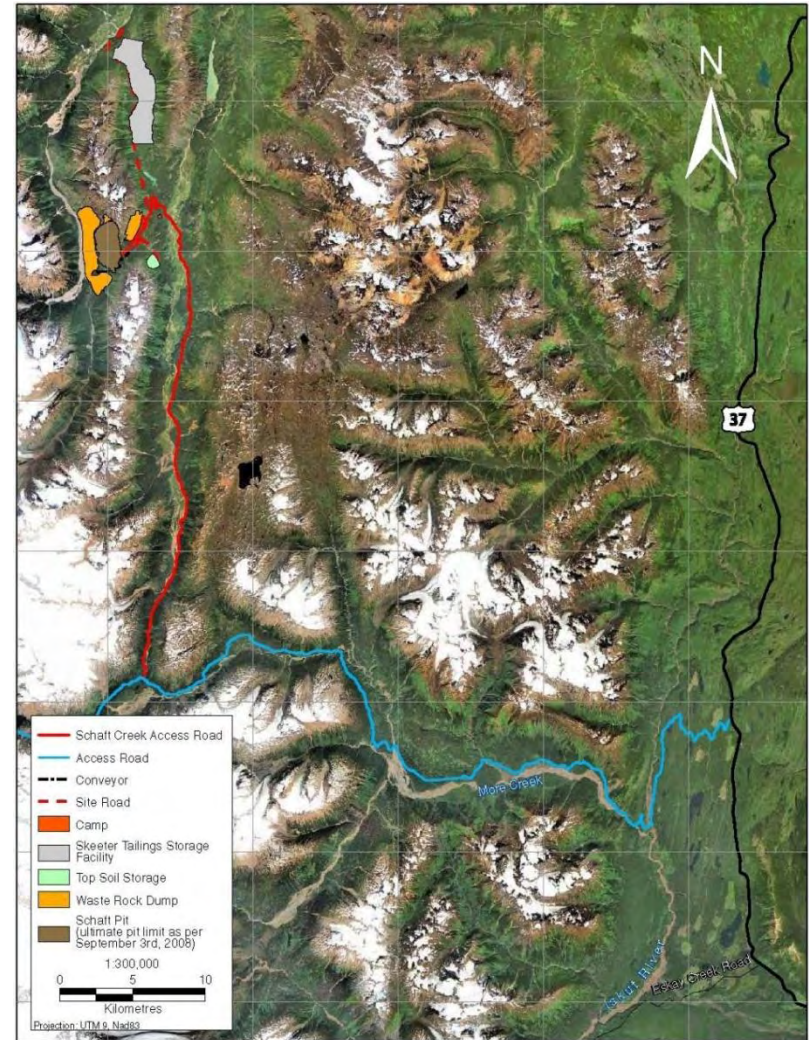 N
37
More Creek
Iskut River
Eskay Creek Road
Schaft Creek Access Road
Access Road
Conveyor
Site Road
Camp
Skeeter Tailings Storage
Facility
Top Soil Storage
Waste Rock Dump
Schaft Pit
(ultimate pit limit as per
September 3rd, 2008)
1:300,000
0 5 10
Kilometres
Projection: UTM 9, Nad83